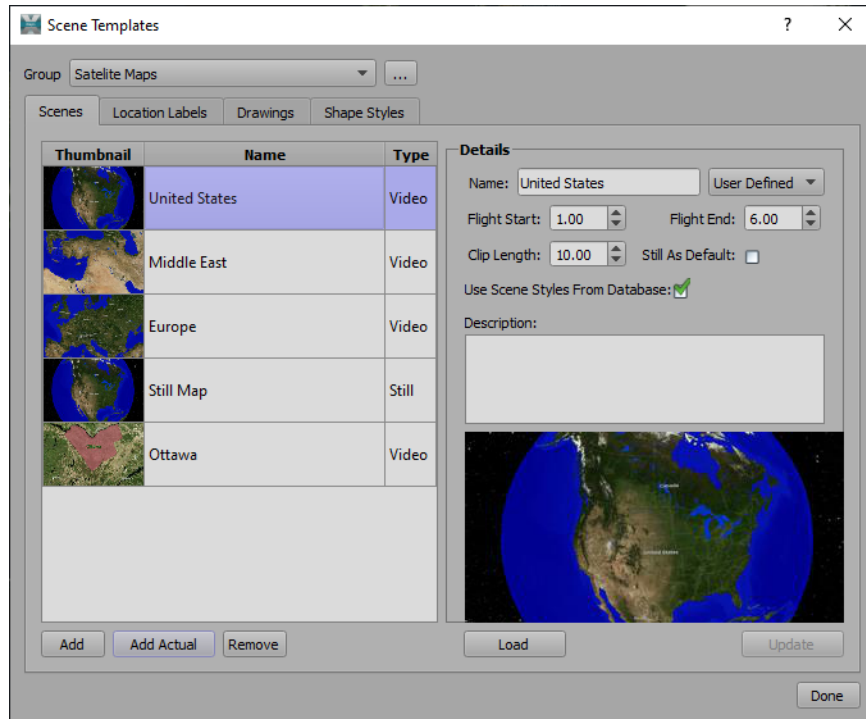 Scene Templates
? 
Group Satelite Maps ...
Scenes Location Labels Drawings Shape Styles
Thumbnail Name Type
United States Video
Middle East Video
Europe Video
Still Map Still
Ottawa Video
Details
Name: United States User Defined
Flight Start: 1.00 Flight End: 6.00
Clip Length: 10.00 Still As Default:
Use Scene Styles From Database:
Description:
Canada
United States
Add Add Actual Remove Load Update
Done